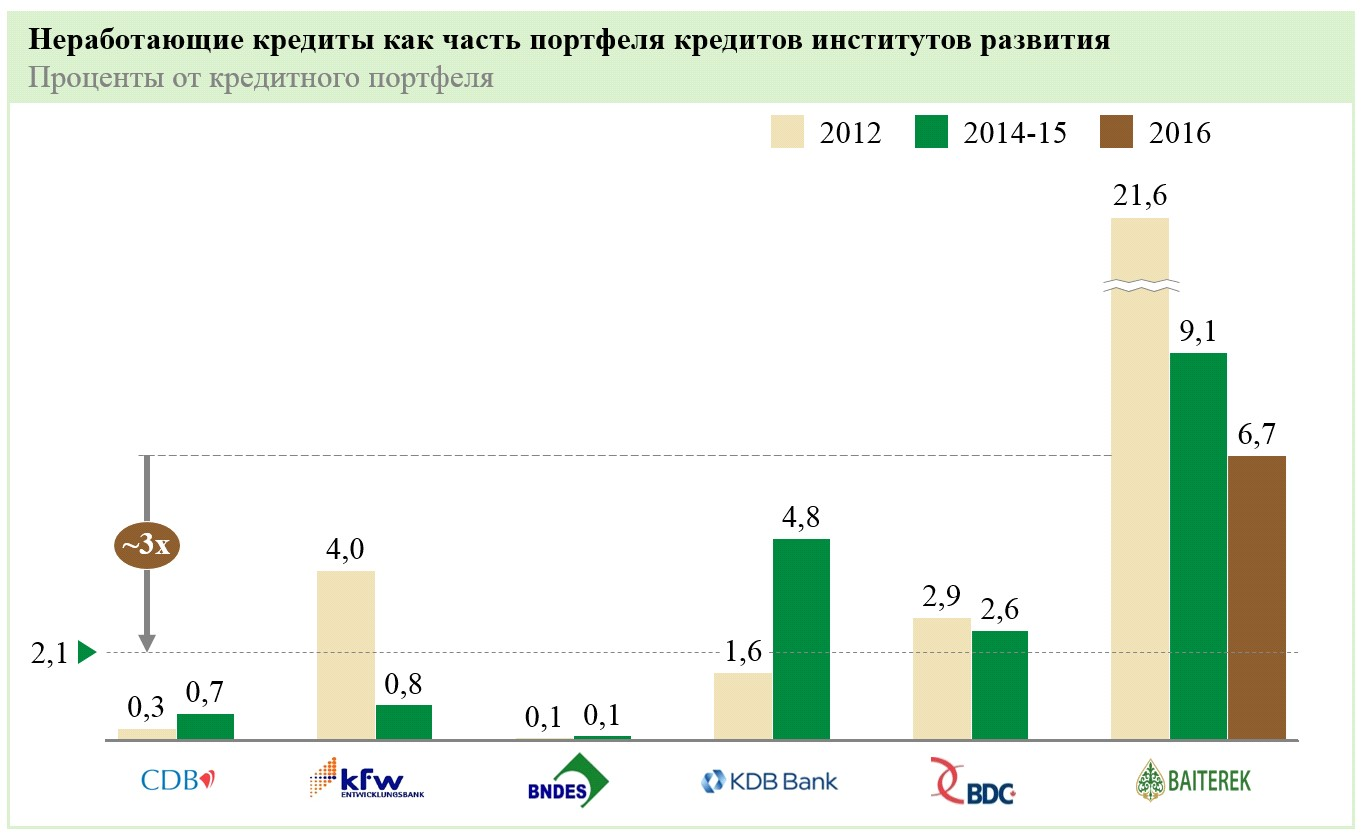 Неработающие кредиты как часть портфеля кредитов институтов развития
Проценты от кредитного портфеля
2012 2014-15 2016
21,6
9,1
6,7
~3x
4,0
4,8
2,9
2,6
2,1
1,6
0,3
0,7
0,8
0,1
0,1
CDB kfw BNDES KDB Bank BDC BAITEREK
ENTWICKLUNGSBANK